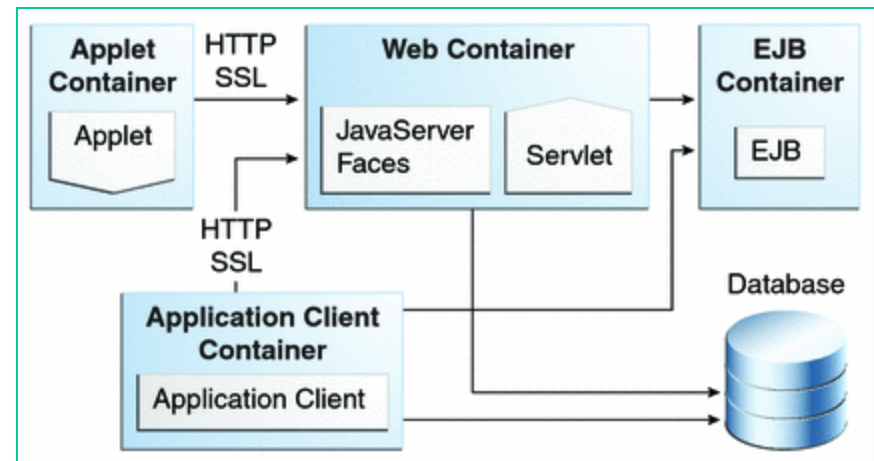 Applet
Container
HTTP
SSL
Web Container
EJB
Container
Applet
JavaServer
Faces
Servlet
EJB
HTTP
SSL
Database
Application Client
Container
Application Client